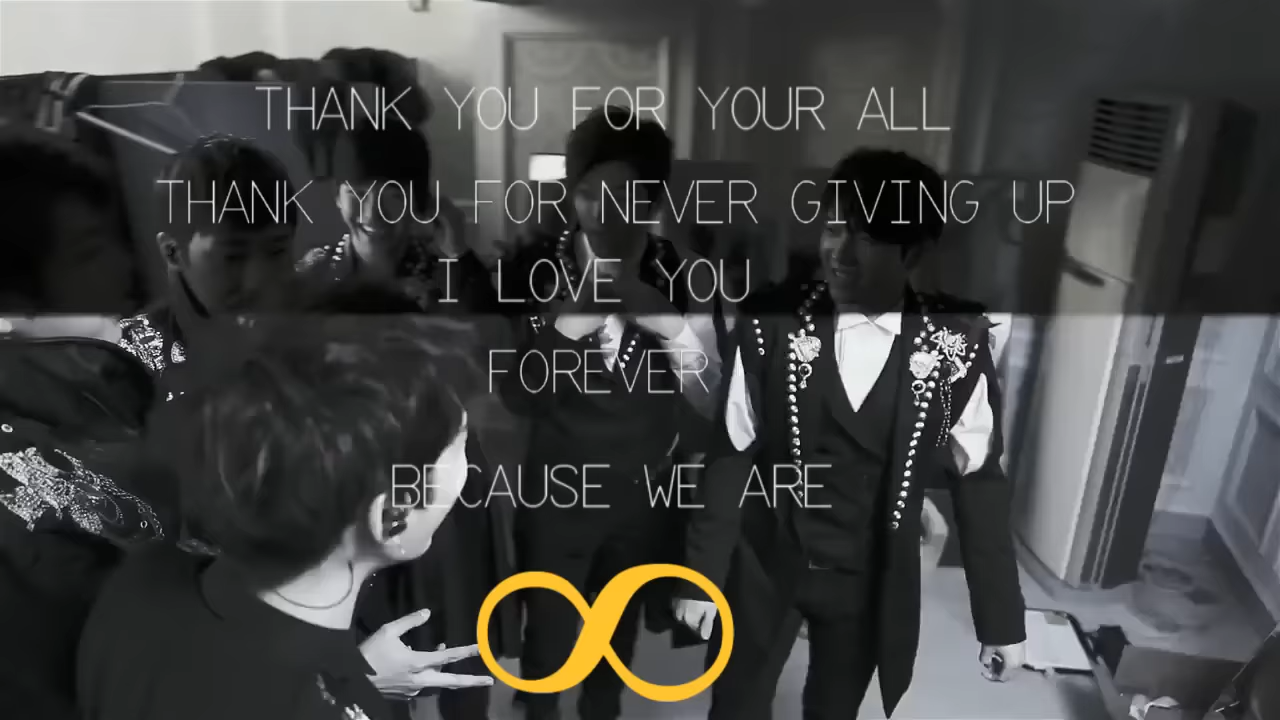 THANK YOU FOR YOUR ALL
THANK YOU FOR NEVER GIVING UP
I LOVE YOU
FOREVER
BECAUSE WE ARE